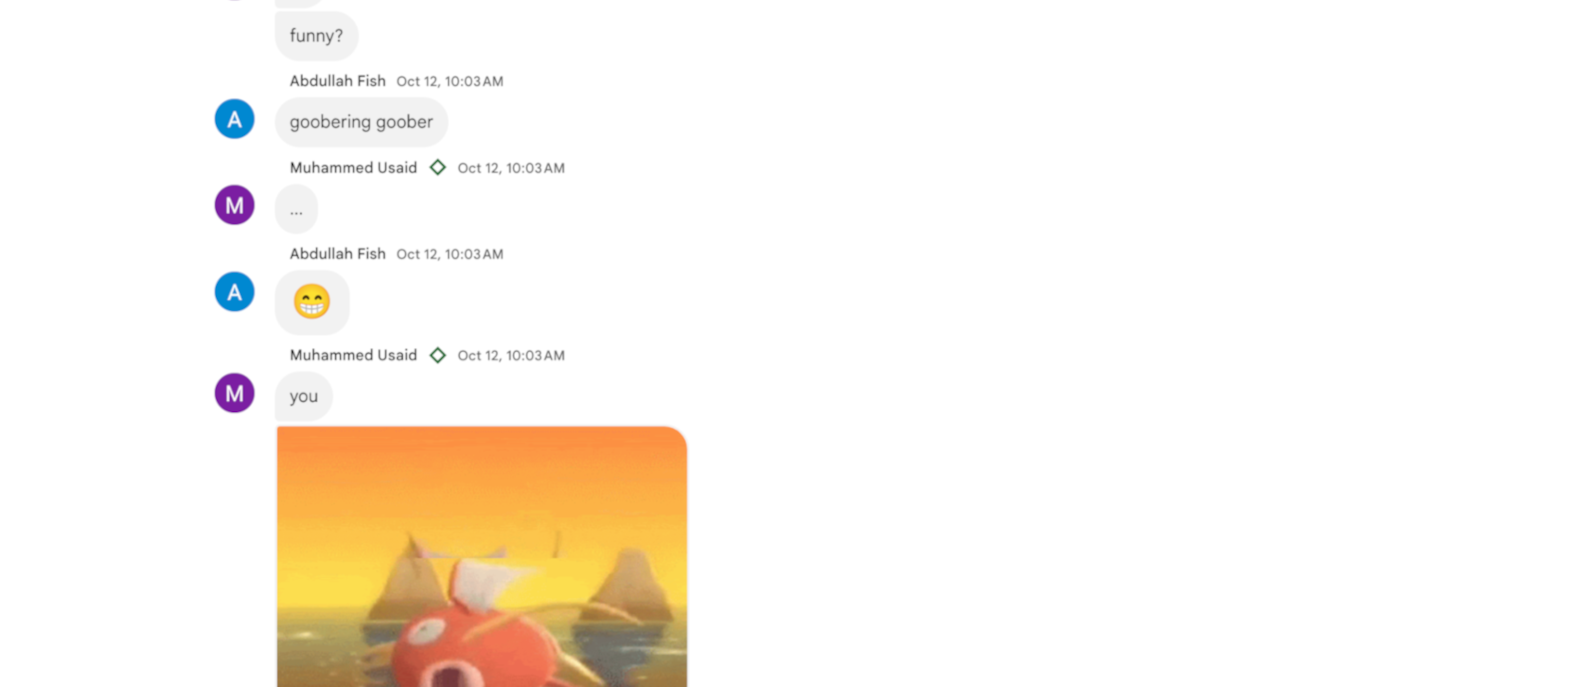 funny?
Abdullah Fish Oct 12, 10:03 AM
A
goobering goober
Muhammed Usaid Oct 12, 10:03 AM
M
...
Abdullah Fish Oct 12, 10:03 AM
A
😁
Muhammed Usaid Oct 12, 10:03 AM
M
you